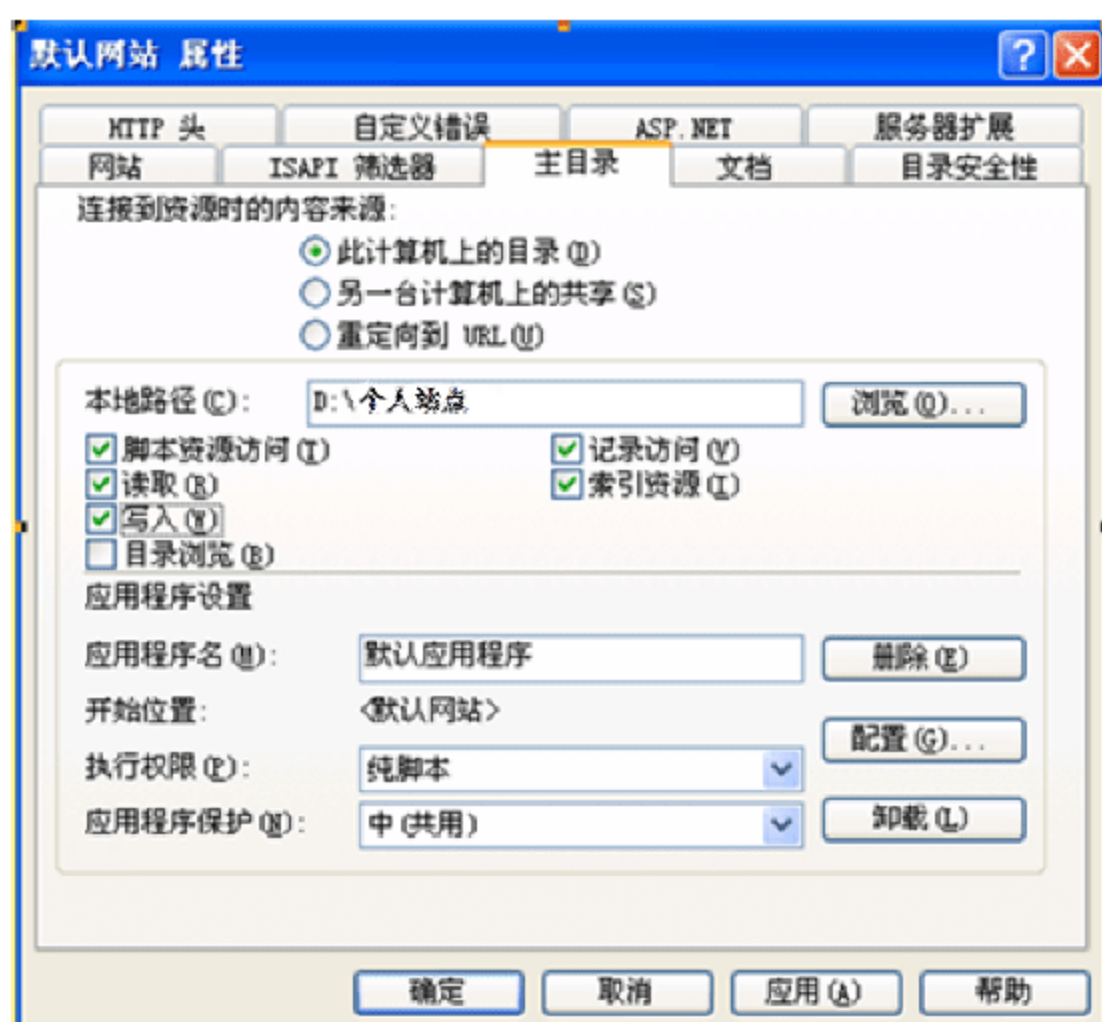 默认网站 属性
HTTP 头 自定义错误 ASP.NET 服务器扩展
网站 ISAPI 筛选器 主目录 文档 目录安全性
连接到资源时的内容来源:
此计算机上的目录(D)
另一台计算机上的共享(S)
重定向到 URL(U)
本地路径(C): D:\个人站点 浏览(O)...
脚本资源访问(T) 记录访问(V)
读取(R) 索引资源(I)
写入(W)
目录浏览(B)
应用程序设置
应用程序名(M): 默认应用程序 删除(E)
开始位置: <默认网站>
配置(G)...
执行权限(P): 纯脚本
应用程序保护(N): 中(共用) 卸载(L)
确定 取消 应用(A) 帮助